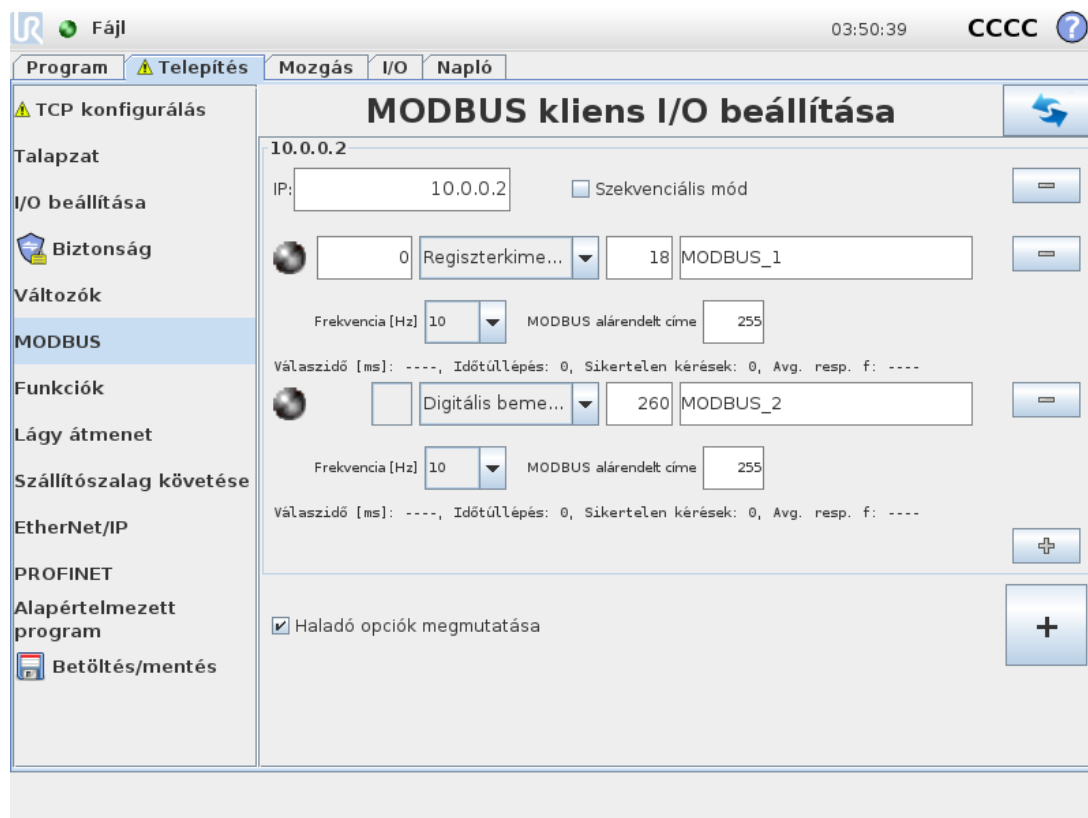 UR Fájl 03:50:39 CCCC ?
Program Telepítés Mozgás I/O Napló
TCP konfigurálás
Talapzat
I/O beállítása
Biztonság
Változók
MODBUS
Funkciók
Lágy átmenet
Szállítószalag követése
EtherNet/IP
PROFINET
Alapértelmezett
program
Betöltés/mentés
MODBUS kliens I/O beállítása
10.0.0.2
IP: 10.0.0.2 Szekvenciális mód
0 Regiszterkime... 18 MODBUS_1
Frekvencia [Hz] 10 MODBUS alárendelt címe 255
Válaszidő [ms]: ----, Időtúllépés: 0, Sikertelen kérések: 0, Avg. resp. f: ----
Digitális beme... 260 MODBUS_2
Frekvencia [Hz] 10 MODBUS alárendelt címe 255
Válaszidő [ms]: ----, Időtúllépés: 0, Sikertelen kérések: 0, Avg. resp. f: ----
Haladó opciók megmutatása
+